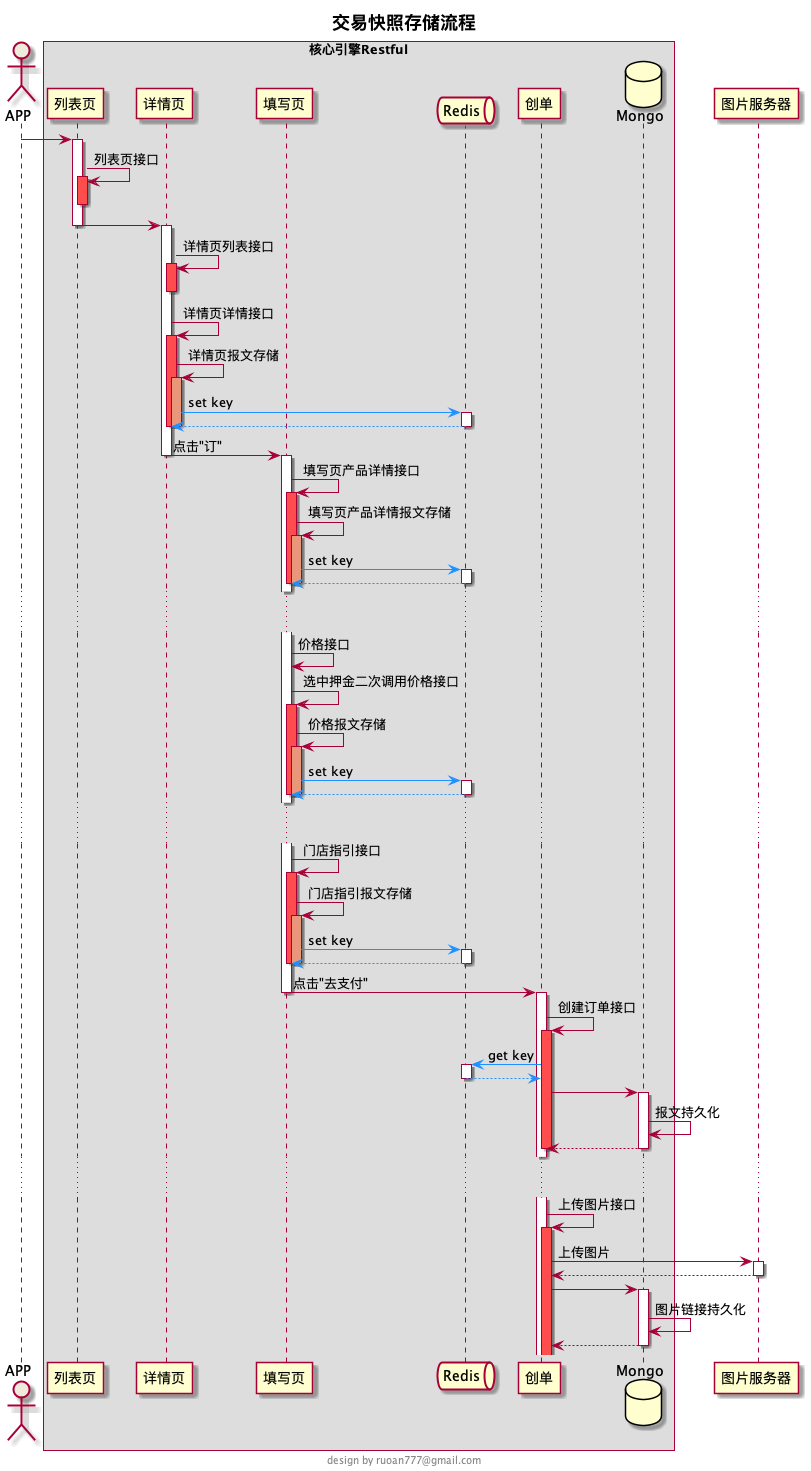 交易快照存储流程
核心引擎Restful
APP
列表页
详情页
填写页
Redis
创单
Mongo
图片服务器
列表页接口
详情页列表接口
详情页详情接口
详情页报文存储
set key
点击"订"
填写页产品详情接口
填写页产品详情报文存储
set key
价格接口
选中押金二次调用价格接口
价格报文存储
set key
门店指引接口
门店指引报文存储
set key
点击"去支付"
创建订单接口
get key
报文持久化
上传图片接口
上传图片
图片链接持久化
APP
列表页
详情页
填写页
Redis
创单
Mongo
图片服务器
design by ruoan777@gmail.com